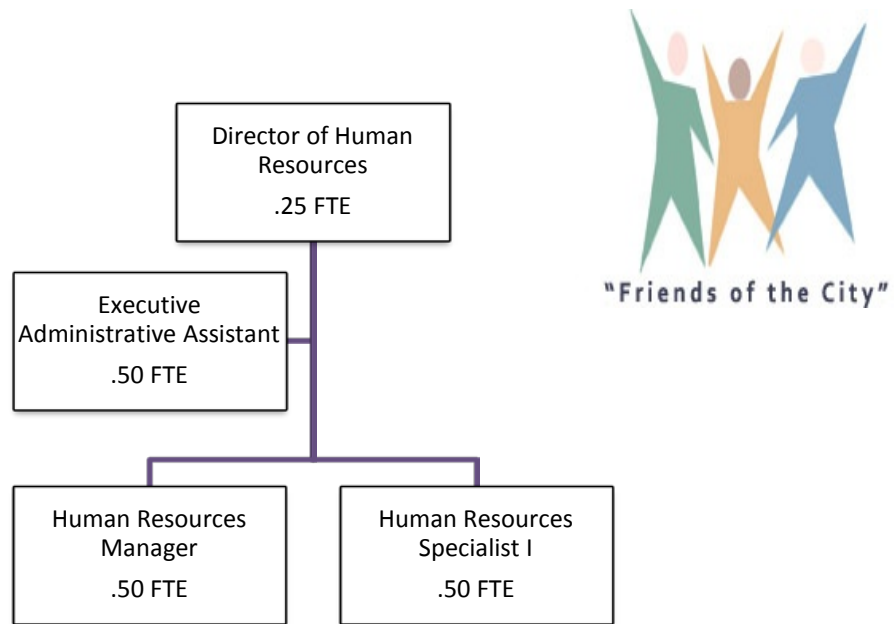 Director of Human
Resources
.25 FTE
"Friends of the City"
Executive
Administrative Assistant
.50 FTE
Human Resources
Manager
.50 FTE
Human Resources
Specialist I
.50 FTE